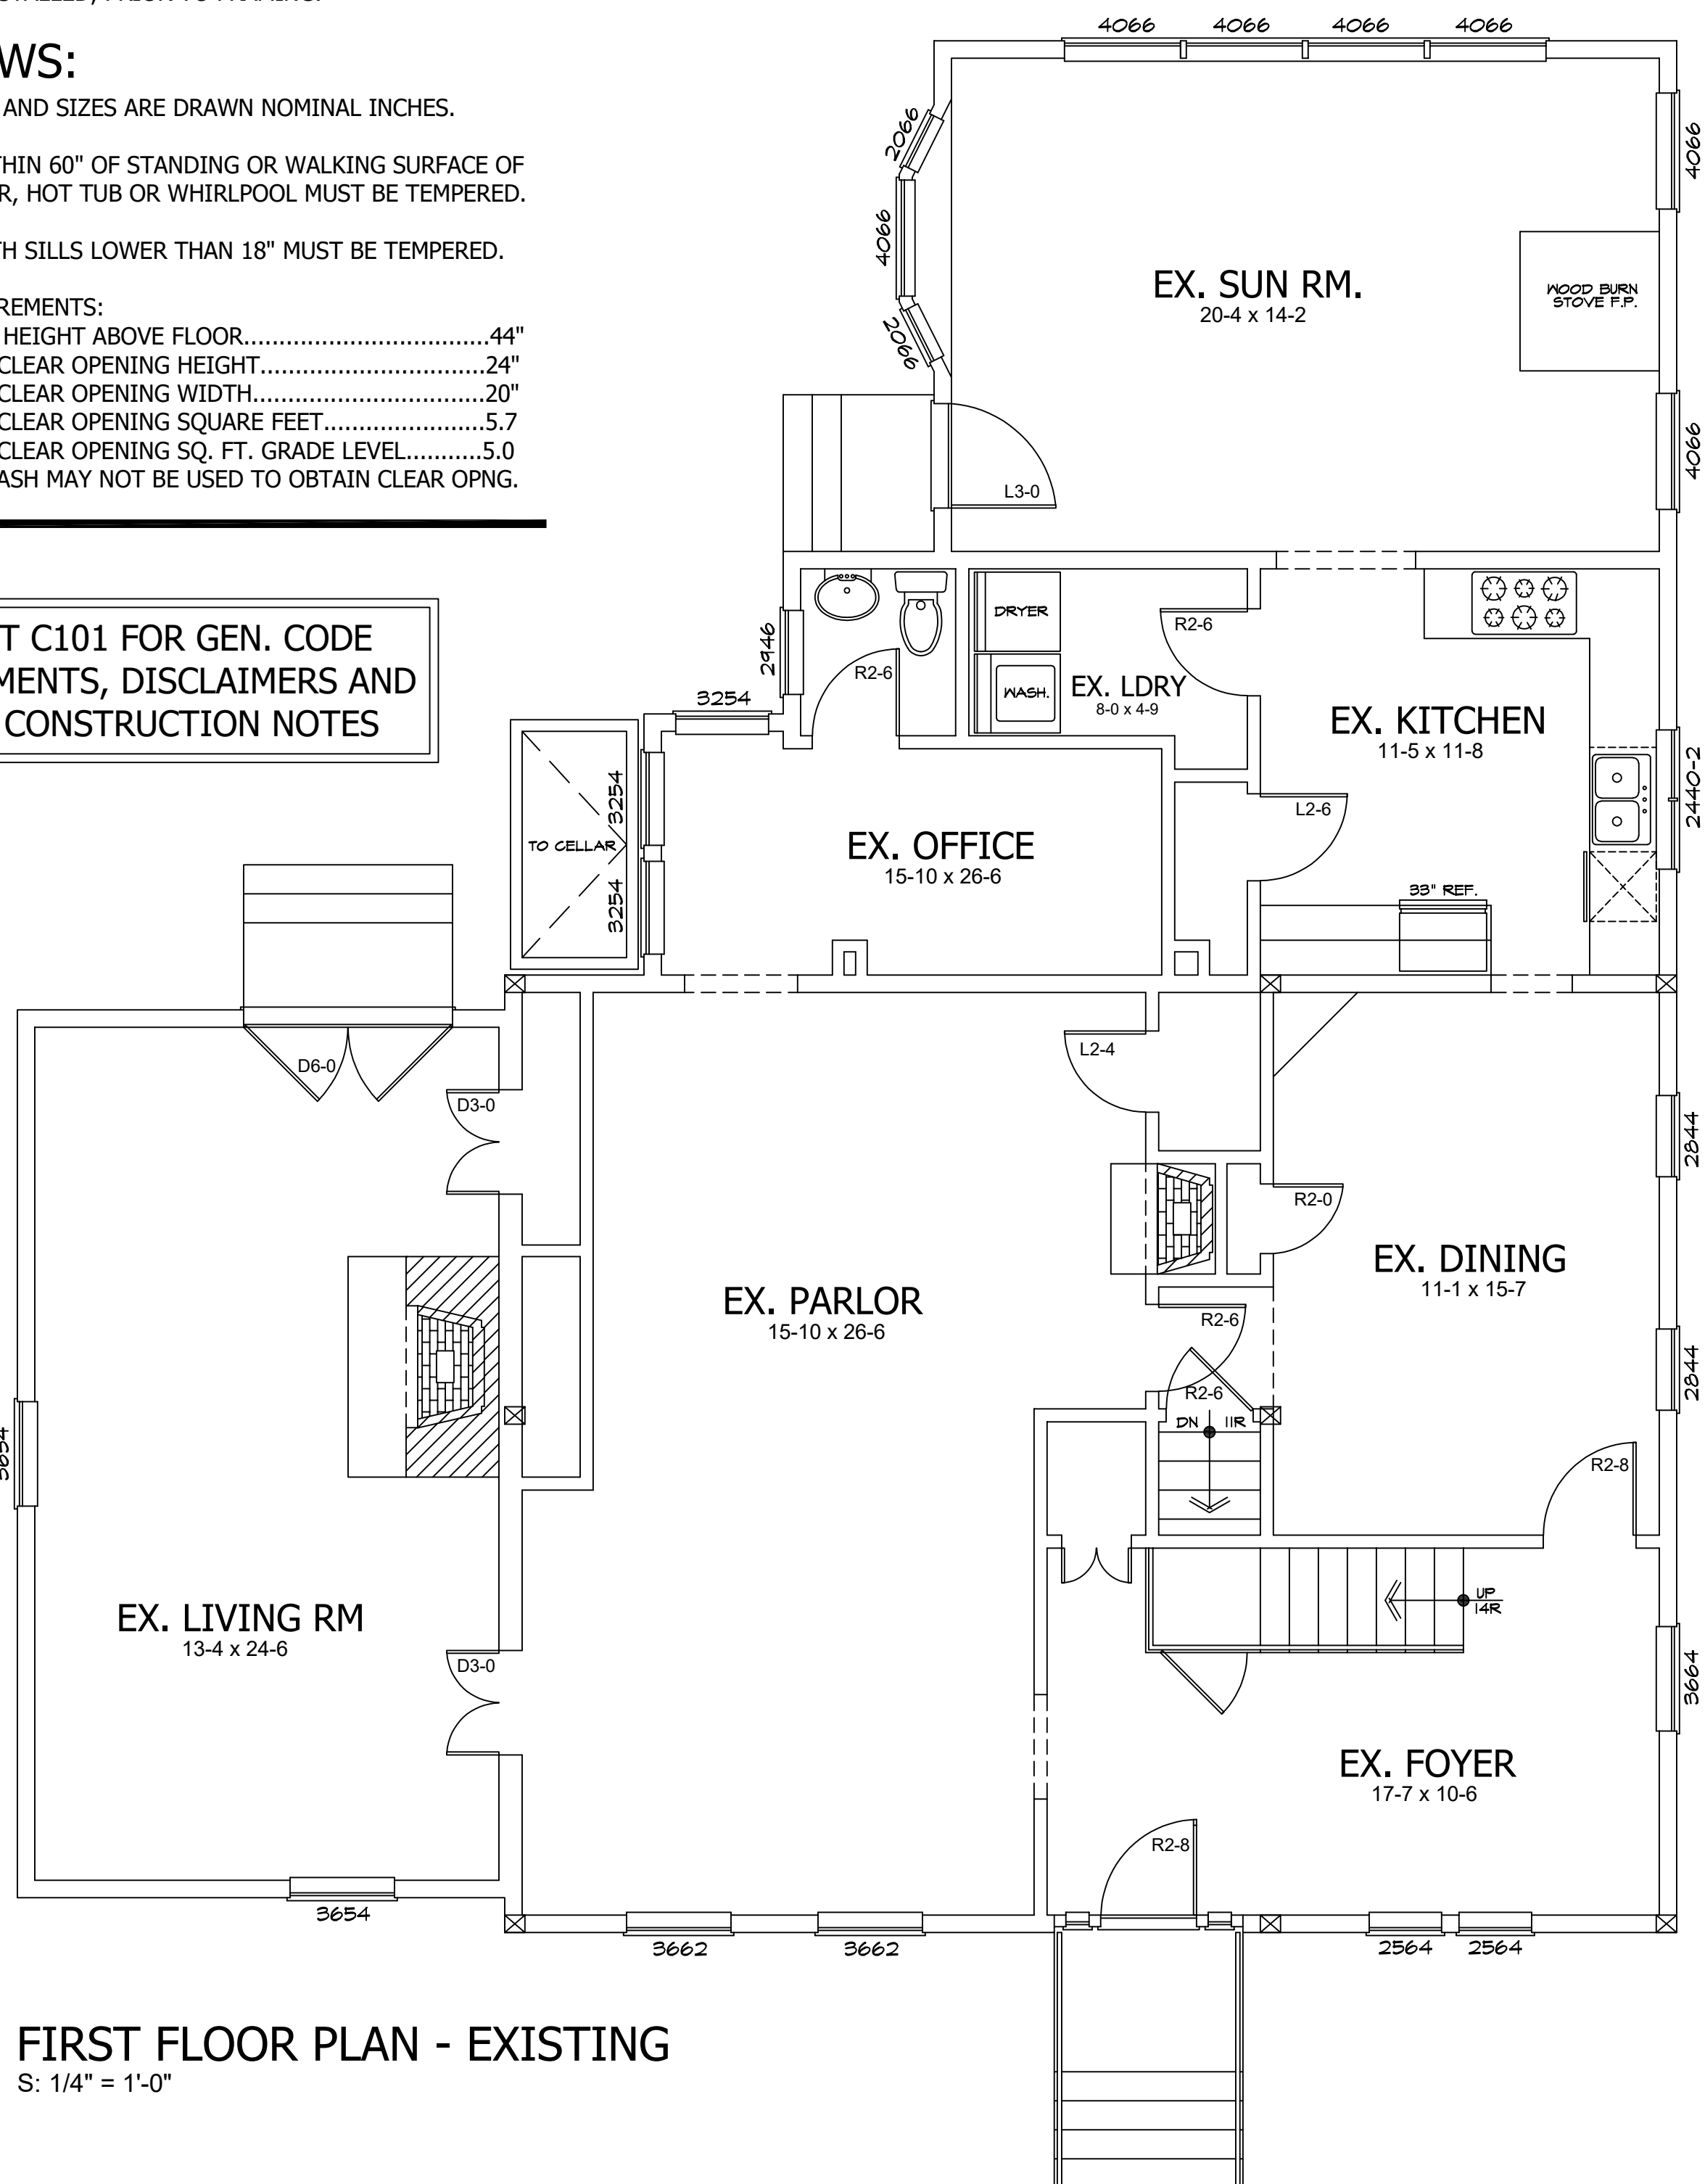 WS:
AND SIZES ARE DRAWN NOMINAL INCHES.
THIN 60" OF STANDING OR WALKING SURFACE OF
R, HOT TUB OR WHIRLPOOL MUST BE TEMPERED.
TH SILLS LOWER THAN 18" MUST BE TEMPERED.
REMENTS:
HEIGHT ABOVE FLOOR...................................44"
CLEAR OPENING HEIGHT................................24"
CLEAR OPENING WIDTH.................................20"
CLEAR OPENING SQUARE FEET.......................5.7
CLEAR OPENING SQ. FT. GRADE LEVEL...........5.0
ASH MAY NOT BE USED TO OBTAIN CLEAR OPNG.
T C101 FOR GEN. CODE
MENTS, DISCLAIMERS AND
CONSTRUCTION NOTES
4066 4066 4066 4066
2066
4066
2066
4066
4066
EX. SUN RM.
20-4 x 14-2
WOOD BURN
STOVE F.P.
L3-0
2946
R2-6
DRYER
WASH.
EX. LDRY
8-0 x 4-9
R2-6
EX. KITCHEN
11-5 x 11-8
2440-2
L2-6
33" REF.
3254
3254
3254
TO CELLAR
EX. OFFICE
15-10 x 26-6
D6-0
D3-0
L2-4
2844
R2-0
EX. DINING
11-1 x 15-7
EX. PARLOR
15-10 x 26-6
R2-6
R2-6
2844
DN 11R
R2-8
3654
UP
14R
EX. LIVING RM
13-4 x 24-6
D3-0
3664
EX. FOYER
17-7 x 10-6
R2-8
3654
3662 3662
2564 2564
FIRST FLOOR PLAN - EXISTING
S: 1/4" = 1'-0"